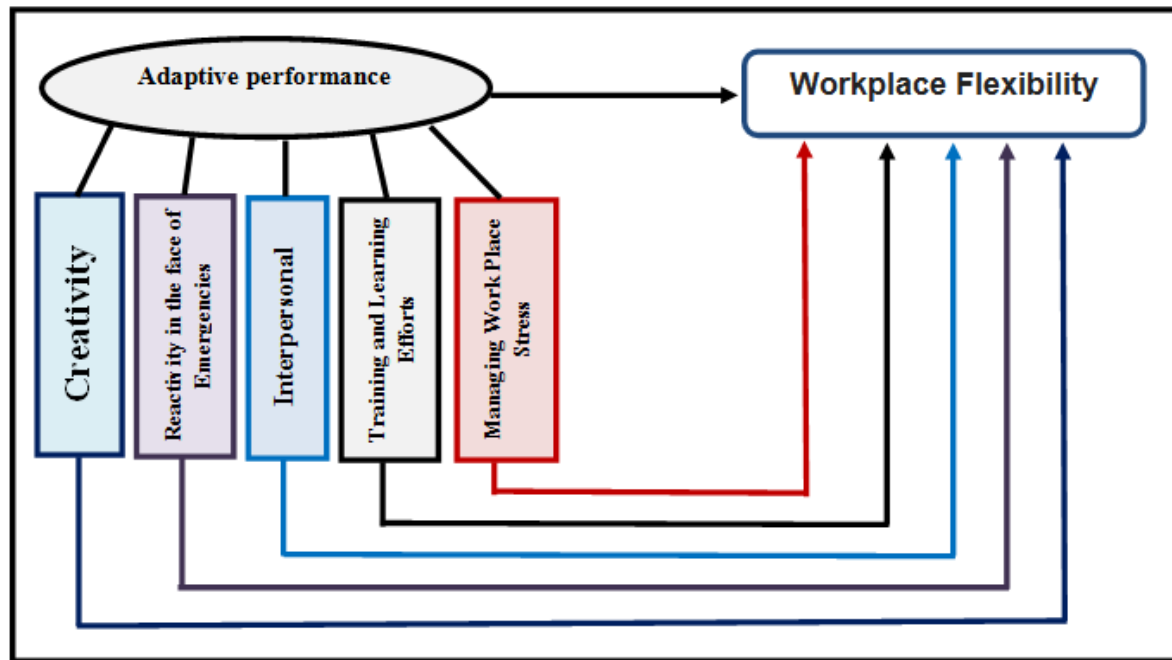 Adaptive performance
Workplace Flexibility
Creativity
Reactivity in the face of
Emergencies
Interpersonal
Training and Learning
Efforts
Managing Work Place
Stress